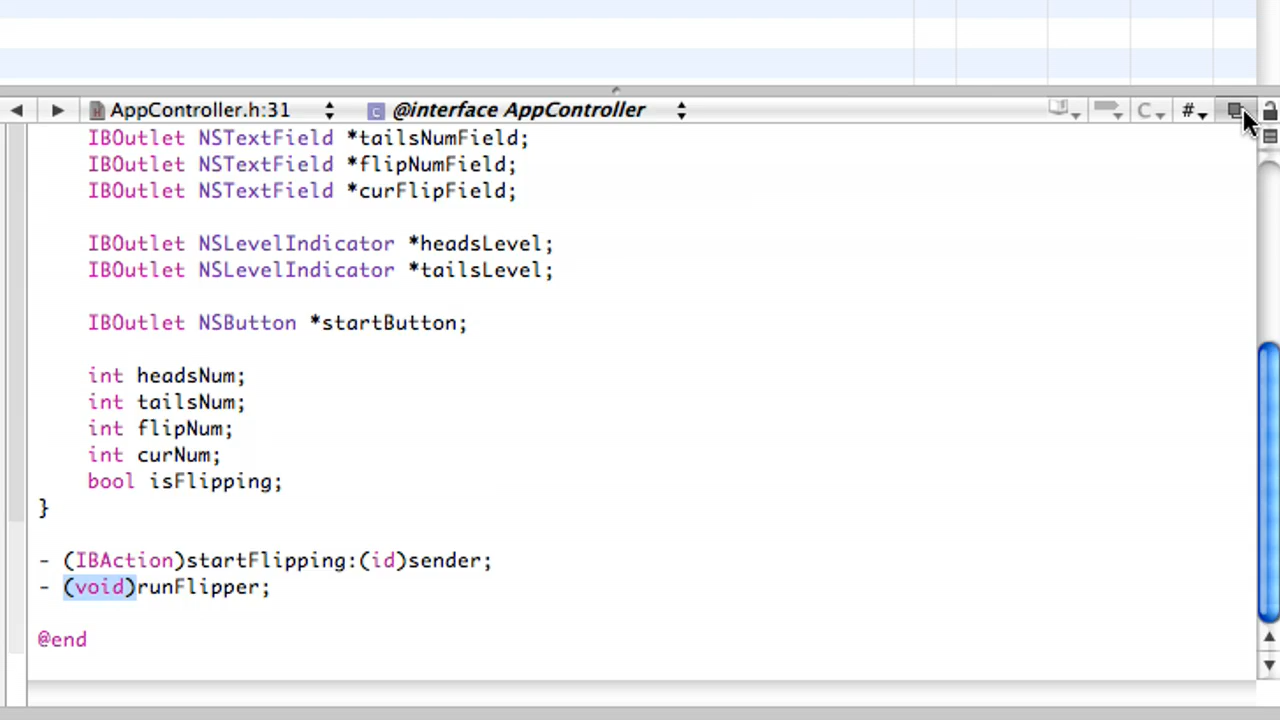 AppController.h:31 @interface AppController C #
IBOutlet NSTextField *tailsNumField;
IBOutlet NSTextField *flipNumField;
IBOutlet NSTextField *curFlipField;
IBOutlet NSLevelIndicator *headsLevel;
IBOutlet NSLevelIndicator *tailsLevel;
IBOutlet NSButton *startButton;
int headsNum;
int tailsNum;
int flipNum;
int curNum;
bool isFlipping;
}
- (IBAction)startFlipping:(id)sender;
- (void)runFlipper;
@end